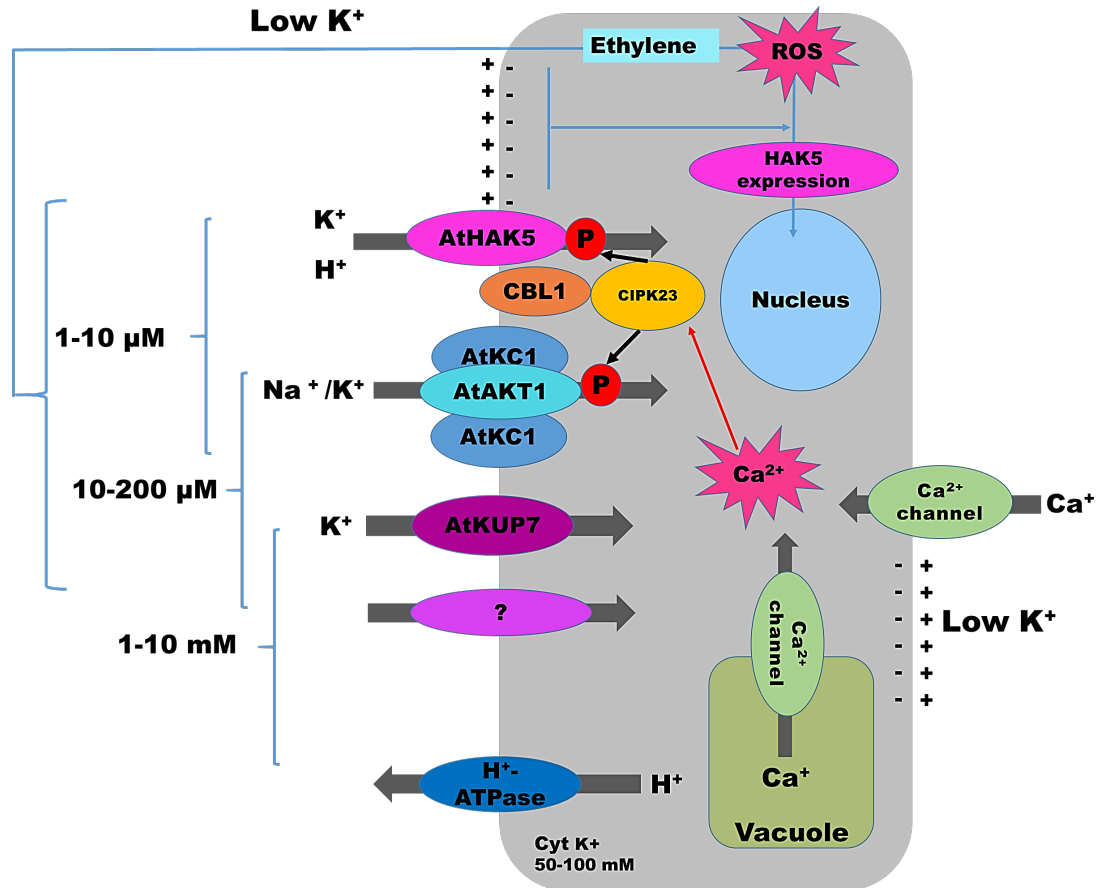 Low K⁺
Ethylene
ROS
+ -
+ -
+ -
+ -
+ -
+ -
HAK5
expression
K⁺
H⁺
AtHAK5
P
CBL1
CIPK23
Nucleus
1-10 µM
AtKC1
Na ⁺ /K⁺
AtAKT1
P
AtKC1
10-200 µM
Ca²⁺
Ca²⁺
channel
Ca⁺
K⁺
AtKUP7
- +
- +
- +
- +
- +
- +
Low K⁺
?
Ca²⁺
channel
1-10 mM
H⁺-
ATPase
H⁺
Ca⁺
Vacuole
Cyt K+
50-100 mM